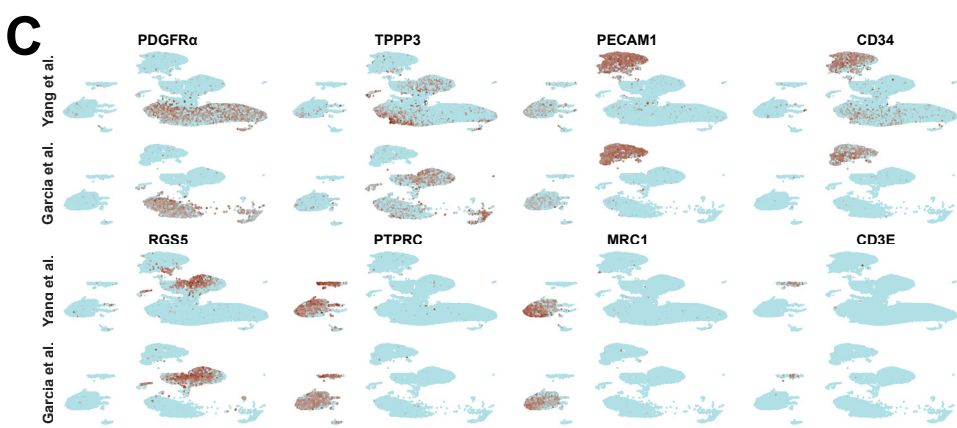 C
PDGFRα TPPP3 PECAM1 CD34
Yang et al.
Garcia et al.
RGS5 PTPRC MRC1 CD3E
Yang et al.
Garcia et al.